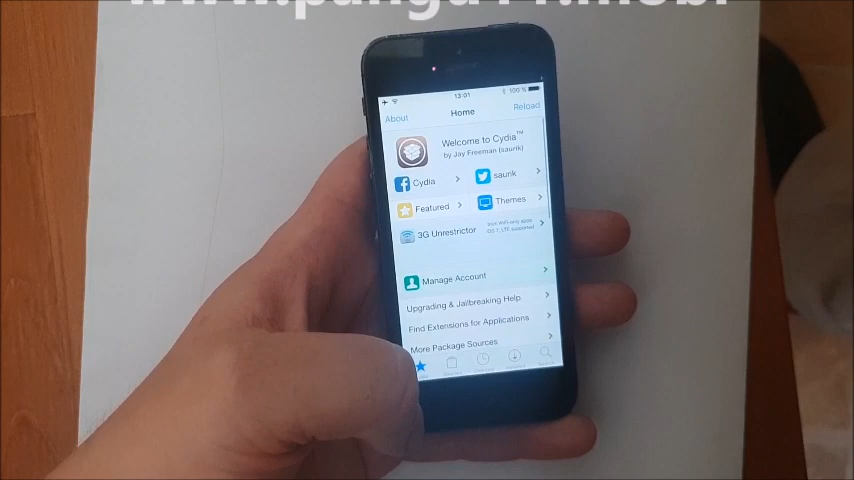 13:01
100 %
About
Home
Reload
Welcome to Cydia™
by Jay Freeman (saurik)
Cydia
saurik
Featured
Themes
3G Unrestrictor
Manage Account
Upgrading & Jailbreaking Help
Find Extensions for Applications
More Package Sources